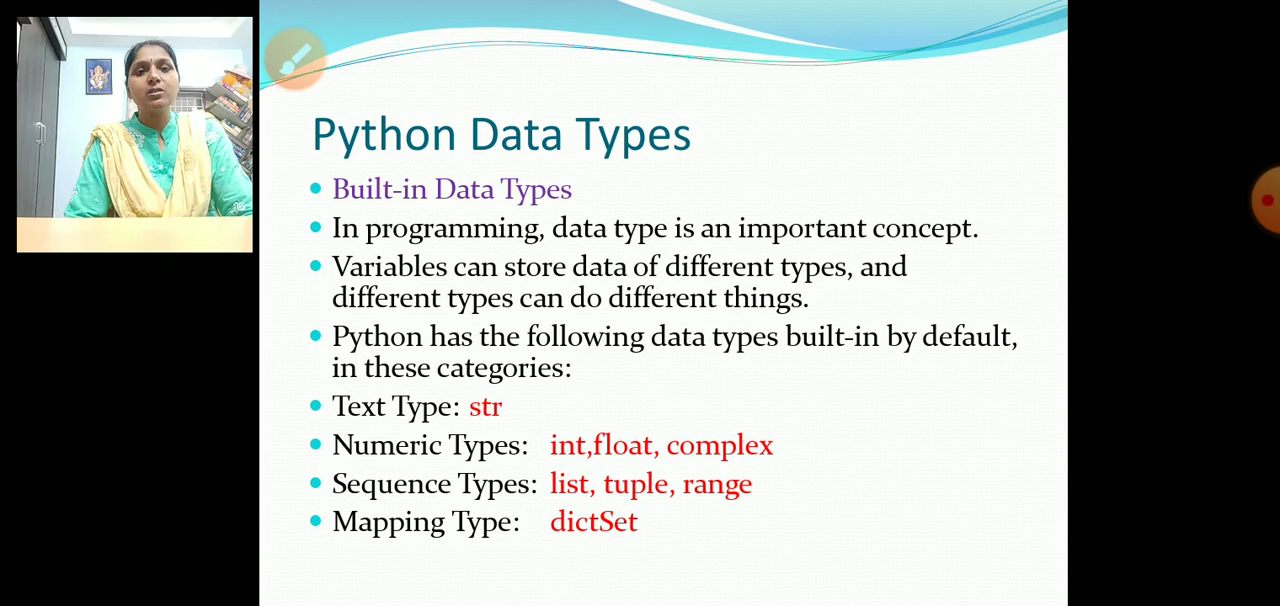 Python Data Types
Built-in Data Types
In programming, data type is an important concept.
Variables can store data of different types, and
different types can do different things.
Python has the following data types built-in by default,
in these categories:
Text Type: str
Numeric Types: int,float, complex
Sequence Types: list, tuple, range
Mapping Type: dictSet